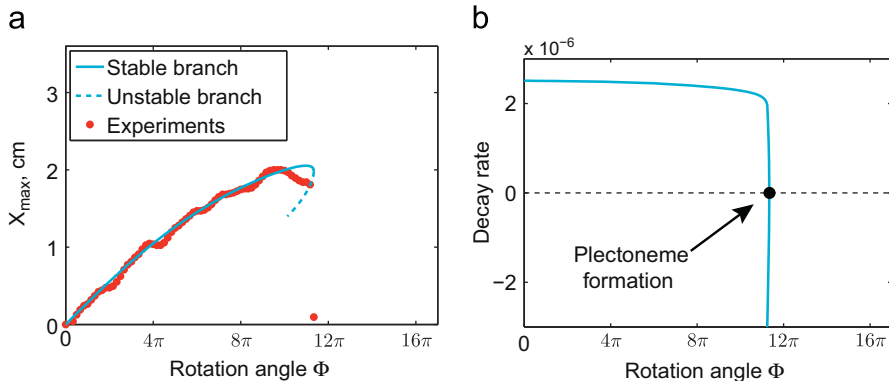 a
Stable branch
Unstable branch
Experiments
X_max, cm
3
2
1
0
0
4π
8π
12π
16π
Rotation angle Φ
b
x 10^-6
Decay rate
2
0
−2
Plectoneme
formation
0
4π
8π
12π
16π
Rotation angle Φ